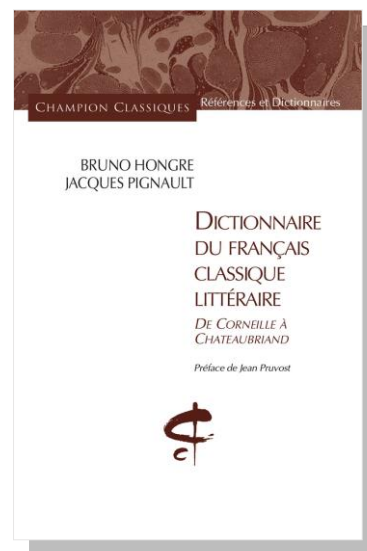 CHAMPION CLASSIQUES
Références et Dictionnaires
BRUNO HONGRE
JACQUES PIGNAULT
DICTIONNAIRE
DU FRANÇAIS
CLASSIQUE
LITTÉRAIRE
DE CORNEILLE À
CHATEAUBRIAND
Préface de Jean Pruvost